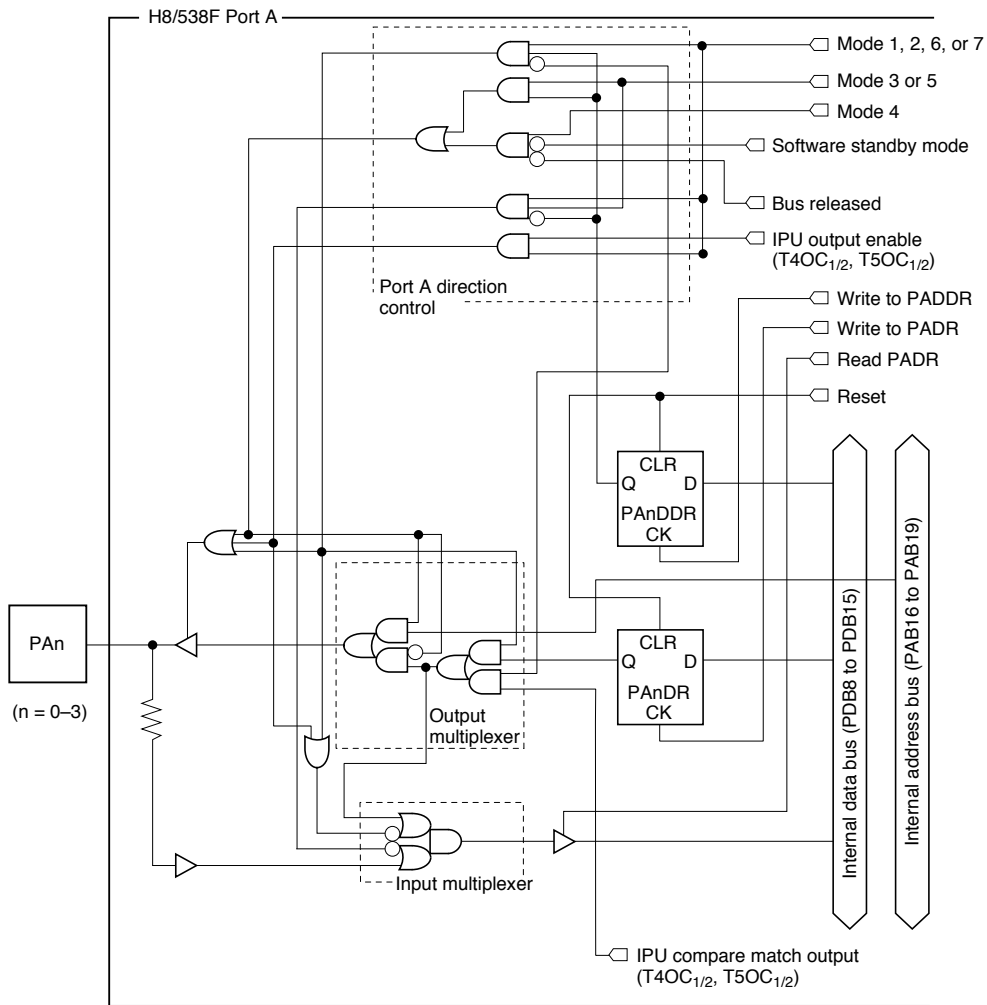 H8/538F Port A
Mode 1, 2, 6, or 7
Mode 3 or 5
Mode 4
Software standby mode
Bus released
IPU output enable
(T4OC1/2, T5OC1/2)
Port A direction
control
Write to PADDR
Write to PADR
Read PADR
Reset
CLR
Q D
PAnDDR
CK
PAn
(n = 0–3)
CLR
Q D
PAnDR
CK
Output
multiplexer
Input multiplexer
Internal data bus (PDB8 to PDB15)
Internal address bus (PAB16 to PAB19)
IPU compare match output
(T4OC1/2, T5OC1/2)